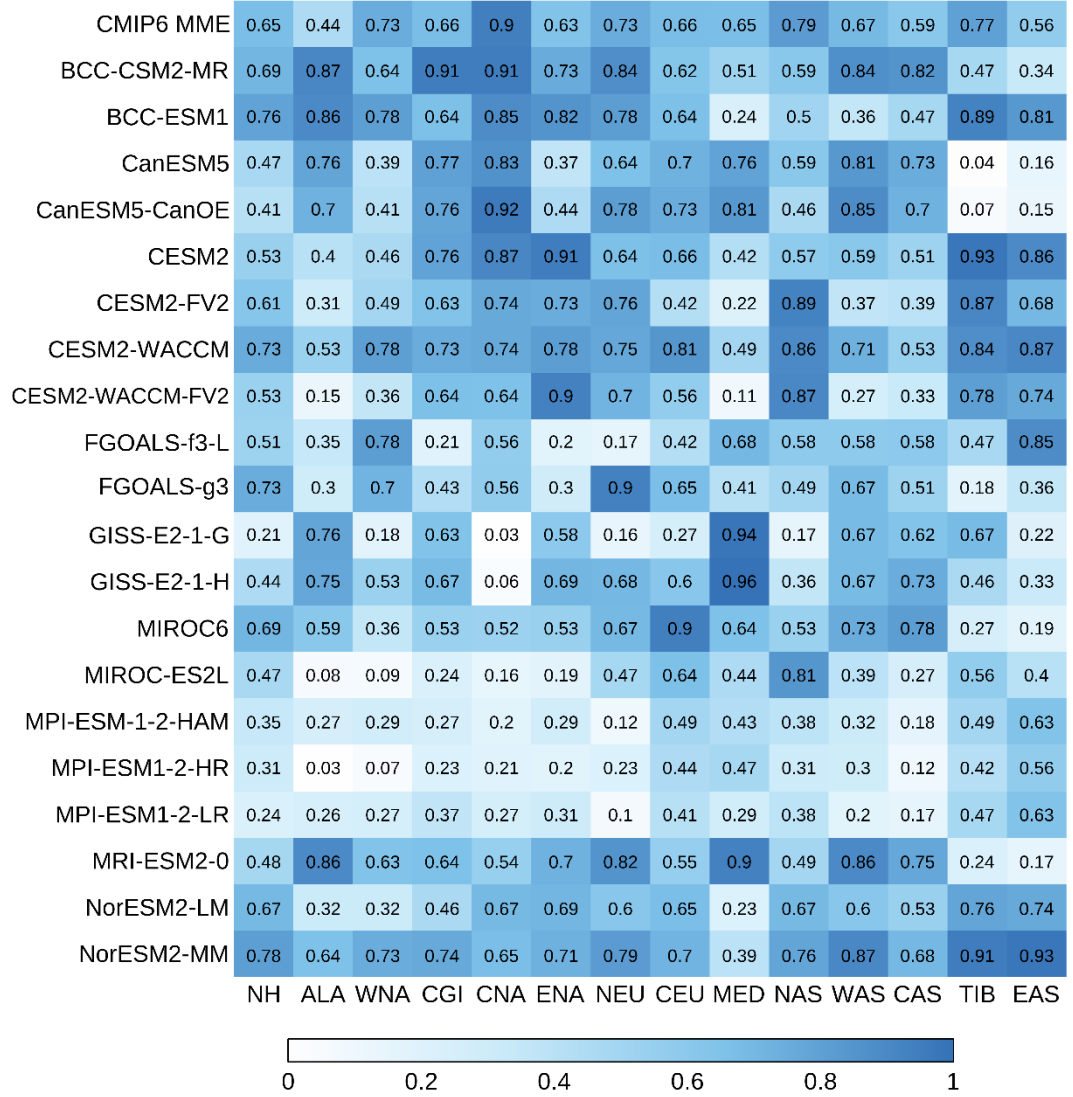 CMIP6 MME 0.65 0.44 0.73 0.66 0.9 0.63 0.73 0.66 0.65 0.79 0.67 0.59 0.77 0.56
BCC-CSM2-MR 0.69 0.87 0.64 0.91 0.91 0.73 0.84 0.62 0.51 0.59 0.84 0.82 0.47 0.34
BCC-ESM1 0.76 0.86 0.78 0.64 0.85 0.82 0.78 0.64 0.24 0.5 0.36 0.47 0.89 0.81
CanESM5 0.47 0.76 0.39 0.77 0.83 0.37 0.64 0.7 0.76 0.59 0.81 0.73 0.04 0.16
CanESM5-CanOE 0.41 0.7 0.41 0.76 0.92 0.44 0.78 0.73 0.81 0.46 0.85 0.7 0.07 0.15
CESM2 0.53 0.4 0.46 0.76 0.87 0.91 0.64 0.66 0.42 0.57 0.59 0.51 0.93 0.86
CESM2-FV2 0.61 0.31 0.49 0.63 0.74 0.73 0.76 0.42 0.22 0.89 0.37 0.39 0.87 0.68
CESM2-WACCM 0.73 0.53 0.78 0.73 0.74 0.78 0.75 0.81 0.49 0.86 0.71 0.53 0.84 0.87
CESM2-WACCM-FV2 0.53 0.15 0.36 0.64 0.64 0.9 0.7 0.56 0.11 0.87 0.27 0.33 0.78 0.74
FGOALS-f3-L 0.51 0.35 0.78 0.21 0.56 0.2 0.17 0.42 0.68 0.58 0.58 0.58 0.47 0.85
FGOALS-g3 0.73 0.3 0.7 0.43 0.56 0.3 0.9 0.65 0.41 0.49 0.67 0.51 0.18 0.36
GISS-E2-1-G 0.21 0.76 0.18 0.63 0.03 0.58 0.16 0.27 0.94 0.17 0.67 0.62 0.67 0.22
GISS-E2-1-H 0.44 0.75 0.53 0.67 0.06 0.69 0.68 0.6 0.96 0.36 0.67 0.73 0.46 0.33
MIROC6 0.69 0.59 0.36 0.53 0.52 0.53 0.67 0.9 0.64 0.53 0.73 0.78 0.27 0.19
MIROC-ES2L 0.47 0.08 0.09 0.24 0.16 0.19 0.47 0.64 0.44 0.81 0.39 0.27 0.56 0.4
MPI-ESM-1-2-HAM 0.35 0.27 0.29 0.27 0.2 0.29 0.12 0.49 0.43 0.38 0.32 0.18 0.49 0.63
MPI-ESM1-2-HR 0.31 0.03 0.07 0.23 0.21 0.2 0.23 0.44 0.47 0.31 0.3 0.12 0.42 0.56
MPI-ESM1-2-LR 0.24 0.26 0.27 0.37 0.27 0.31 0.1 0.41 0.29 0.38 0.2 0.17 0.47 0.63
MRI-ESM2-0 0.48 0.86 0.63 0.64 0.54 0.7 0.82 0.55 0.9 0.49 0.86 0.75 0.24 0.17
NorESM2-LM 0.67 0.32 0.32 0.46 0.67 0.69 0.6 0.65 0.23 0.67 0.6 0.53 0.76 0.74
NorESM2-MM 0.78 0.64 0.73 0.74 0.65 0.71 0.79 0.7 0.39 0.76 0.87 0.68 0.91 0.93
NH ALA WNA CGI CNA ENA NEU CEU MED NAS WAS CAS TIB EAS
0 0.2 0.4 0.6 0.8 1